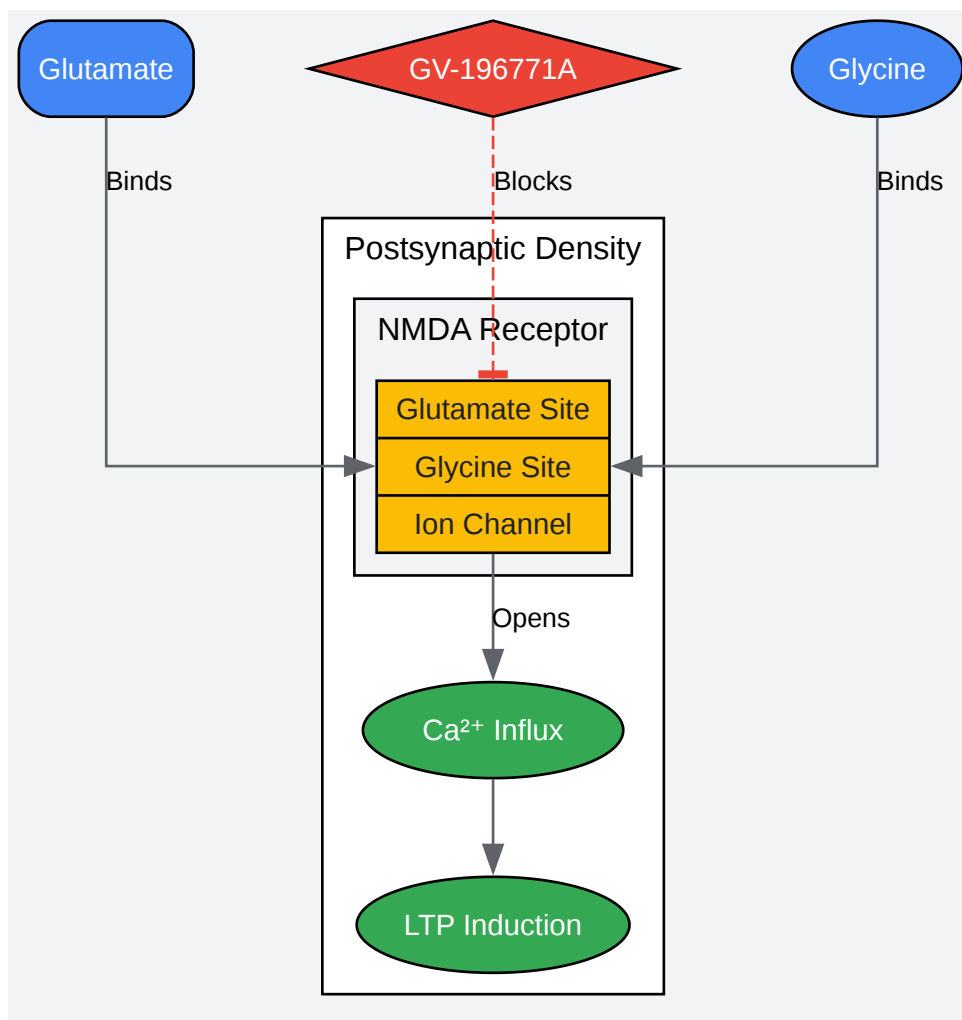 Glutamate
GV-196771A
Glycine
Binds
Blocks
Binds
Postsynaptic Density
NMDA Receptor
Glutamate Site
Glycine Site
Ion Channel
Opens
Ca²⁺ Influx
LTP Induction